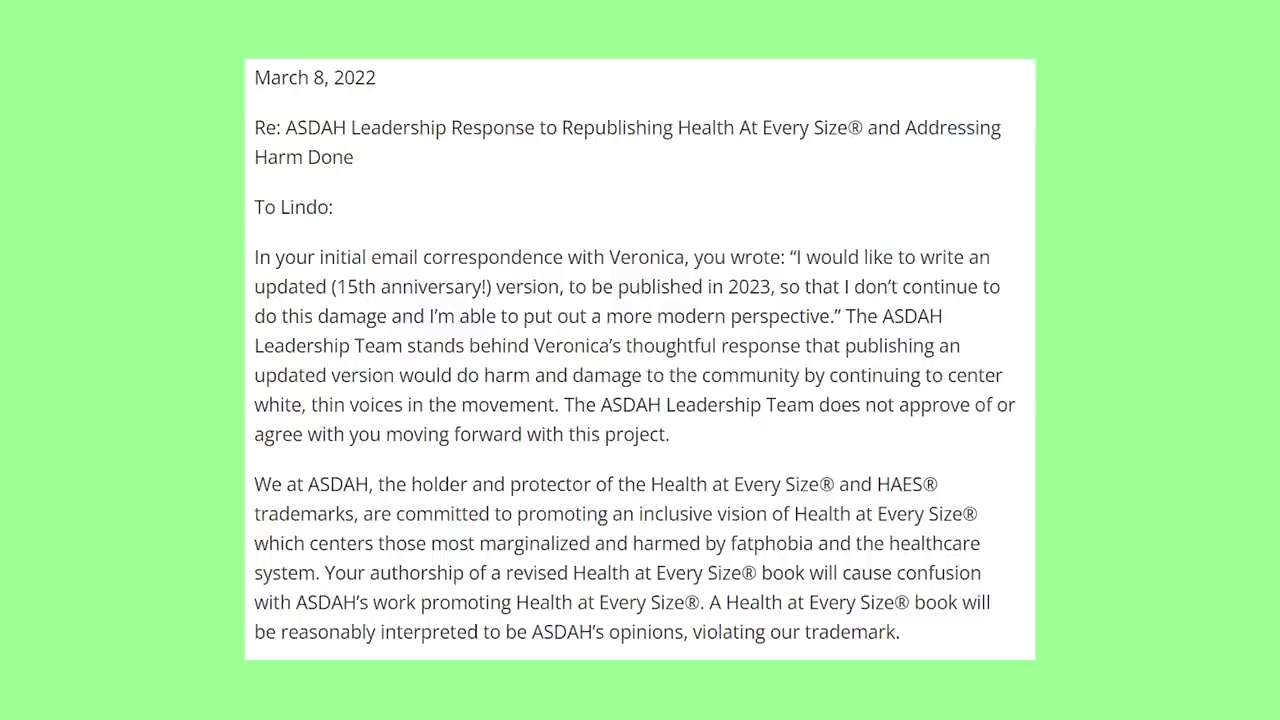 March 8, 2022
Re: ASDAH Leadership Response to Republishing Health At Every Size® and Addressing
Harm Done
To Lindo:
In your initial email correspondence with Veronica, you wrote: “I would like to write an
updated (15th anniversary!) version, to be published in 2023, so that I don’t continue to
do this damage and I’m able to put out a more modern perspective.” The ASDAH
Leadership Team stands behind Veronica’s thoughtful response that publishing an
updated version would do harm and damage to the community by continuing to center
white, thin voices in the movement. The ASDAH Leadership Team does not approve of or
agree with you moving forward with this project.
We at ASDAH, the holder and protector of the Health at Every Size® and HAES®
trademarks, are committed to promoting an inclusive vision of Health at Every Size®
which centers those most marginalized and harmed by fatphobia and the healthcare
system. Your authorship of a revised Health at Every Size® book will cause confusion
with ASDAH’s work promoting Health at Every Size®. A Health at Every Size® book will
be reasonably interpreted to be ASDAH’s opinions, violating our trademark.